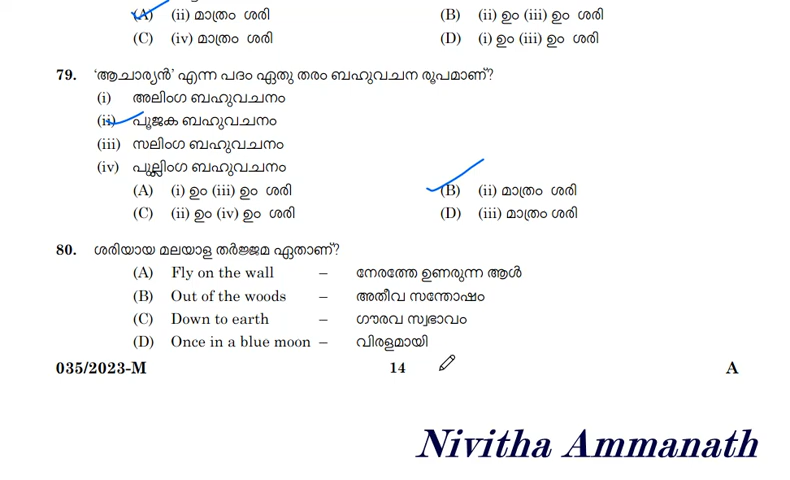 (A) (ii) മാത്രം ശരി (B) (ii) ഉം (iii) ഉം ശരി
(C) (iv) മാത്രം ശരി (D) (i) ഉം (iii) ഉം ശരി
79. ‘ആചാര്യൻ’ എന്ന പദം ഏതു തരം ബഹുവചന രൂപമാണ്?
(i) അലിംഗ ബഹുവചനം
(ii) പൂജക ബഹുവചനം
(iii) സലിംഗ ബഹുവചനം
(iv) പുല്ലിംഗ ബഹുവചനം
(A) (i) ഉം (iii) ഉം ശരി (B) (ii) മാത്രം ശരി
(C) (ii) ഉം (iv) ഉം ശരി (D) (iii) മാത്രം ശരി
80. ശരിയായ മലയാള തർജ്ജമ ഏതാണ്?
(A) Fly on the wall – നേരത്തേ ഉണരുന്ന ആൾ
(B) Out of the woods – അതീവ സന്തോഷം
(C) Down to earth – ഗൗരവ സ്വഭാവം
(D) Once in a blue moon – വിരളമായി
035/2023-M 14 A
Nivitha Ammanath